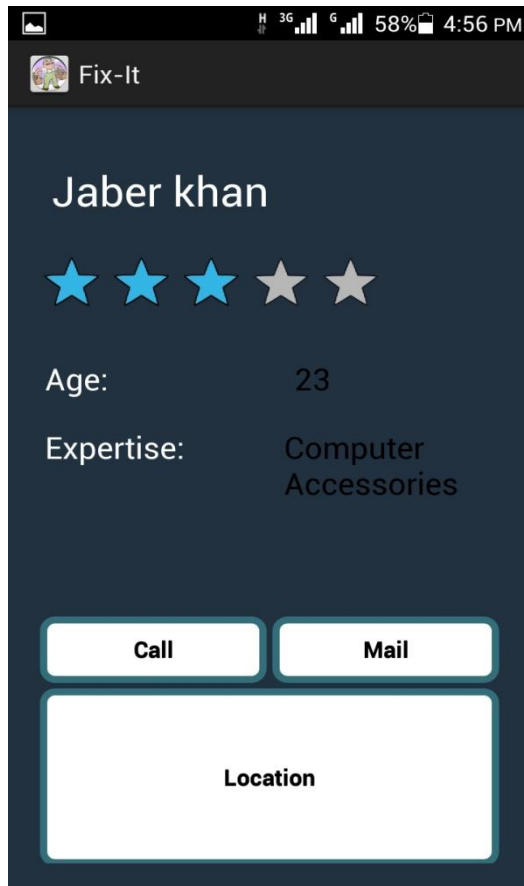 H 3G G 58% 4:56 PM
Fix-It
Jaber khan
Age: 23
Expertise: Computer
Accessories
Call Mail
Location